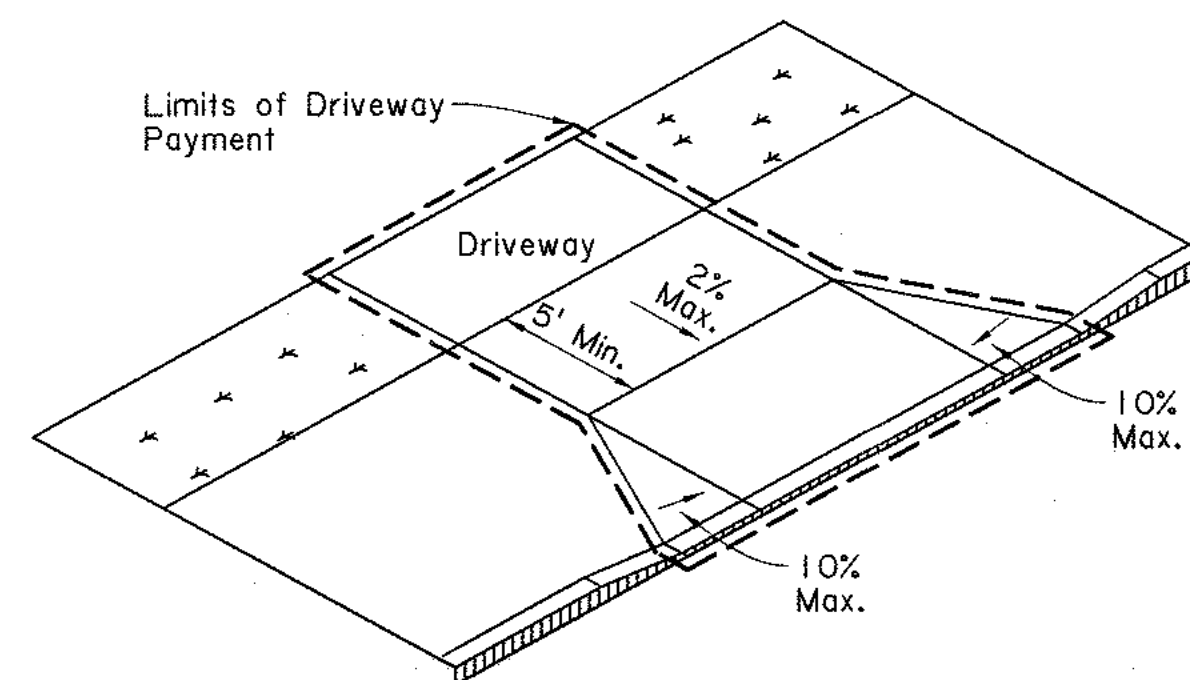 Limits of Driveway
Payment
Driveway
2%
Max.
5' Min.
10%
Max.
10%
Max.